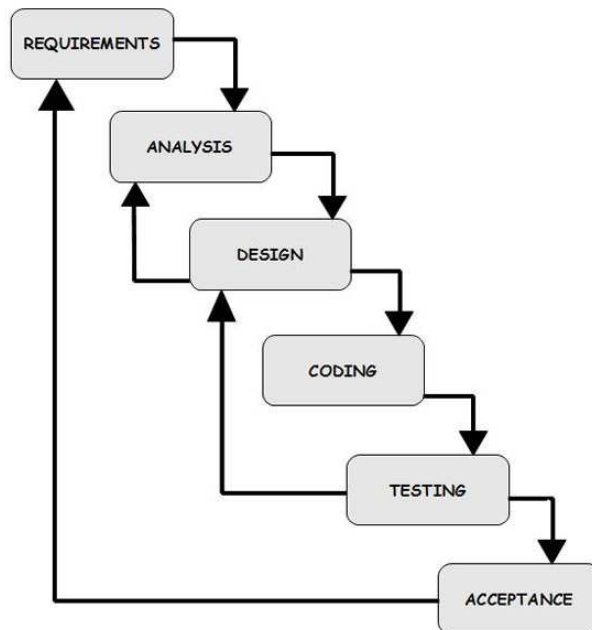 REQUIREMENTS
ANALYSIS
DESIGN
CODING
TESTING
ACCEPTANCE